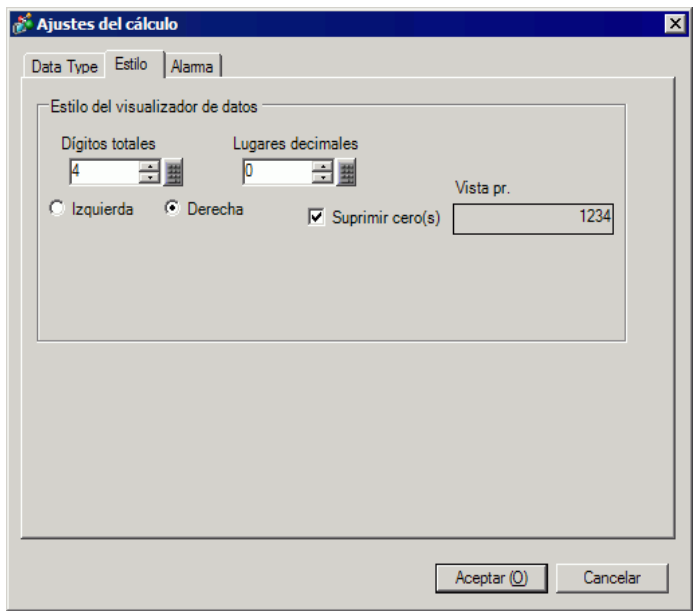 Ajustes del cálculo
Data Type Estilo Alarma
Estilo del visualizador de datos
Dígitos totales Lugares decimales
4 0
Vista pr.
Izquierda Derecha Suprimir cero(s) 1234
Aceptar (O) Cancelar